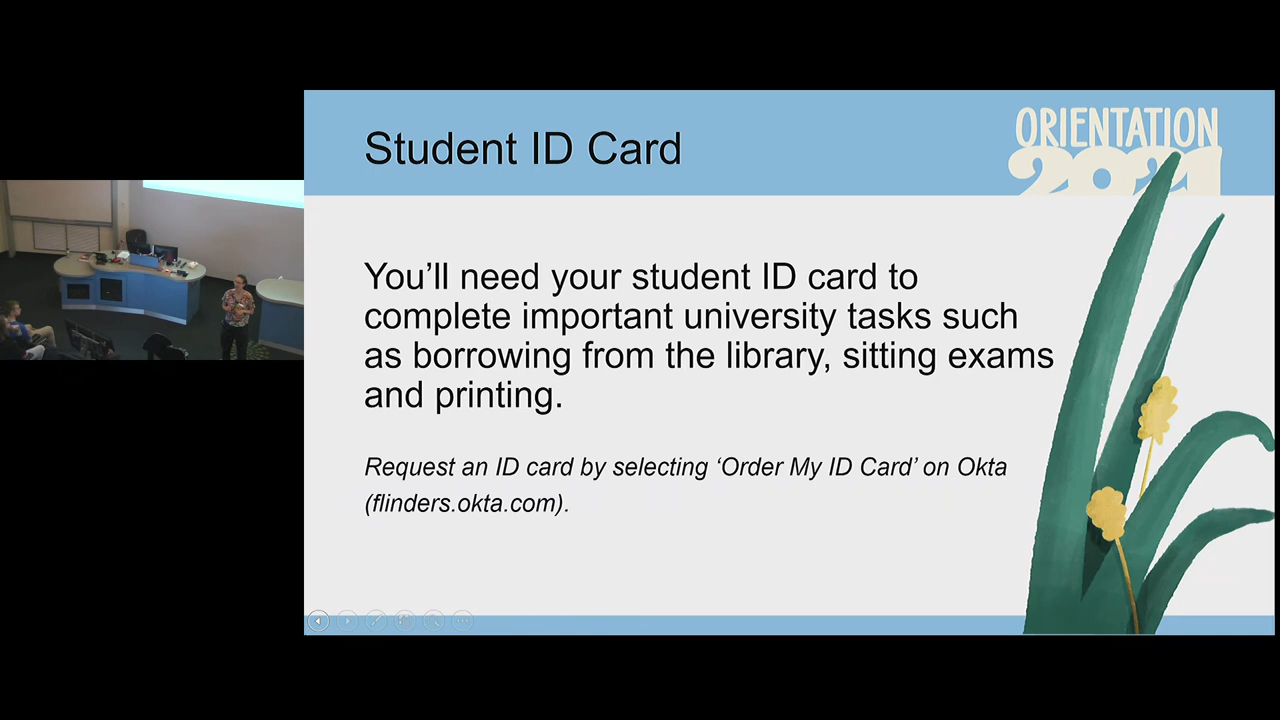 Student ID Card
ORIENTATION
2021
You’ll need your student ID card to
complete important university tasks such
as borrowing from the library, sitting exams
and printing.
Request an ID card by selecting ‘Order My ID Card’ on Okta
(flinders.okta.com).